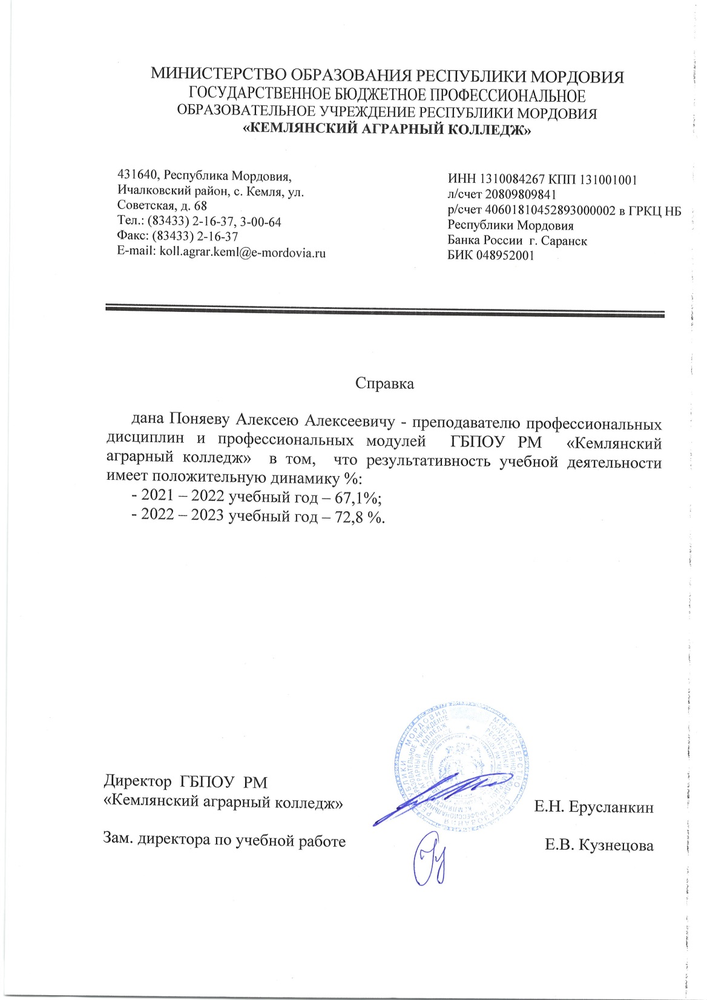 МИНИСТЕРСТВО ОБРАЗОВАНИЯ РЕСПУБЛИКИ МОРДОВИЯ
ГОСУДАРСТВЕННОЕ БЮДЖЕТНОЕ ПРОФЕССИОНАЛЬНОЕ
ОБРАЗОВАТЕЛЬНОЕ УЧРЕЖДЕНИЕ РЕСПУБЛИКИ МОРДОВИЯ
«КЕМЛЯНСКИЙ АГРАРНЫЙ КОЛЛЕДЖ»
431640, Республика Мордовия,
Ичалковский район, с. Кемля, ул.
Советская, д. 68
Тел.: (83433) 2-16-37, 3-00-64
Факс: (83433) 2-16-37
E-mail: koll.agrar.keml@e-mordovia.ru
ИНН 1310084267 КПП 131001001
л/счет 20809809841
р/счет 40601810452893000002 в ГРКЦ НБ
Республики Мордовия
Банка России г. Саранск
БИК 048952001
Справка
дана Поняеву Алексею Алексеевичу - преподавателю профессиональных
дисциплин и профессиональных модулей ГБПОУ РМ «Кемлянский
аграрный колледж» в том, что результативность учебной деятельности
имеет положительную динамику %:
- 2021 – 2022 учебный год – 67,1%;
- 2022 – 2023 учебный год – 72,8 %.
Директор ГБПОУ РМ
«Кемлянский аграрный колледж»
Е.Н. Ерусланкин
Зам. директора по учебной работе
Е.В. Кузнецова